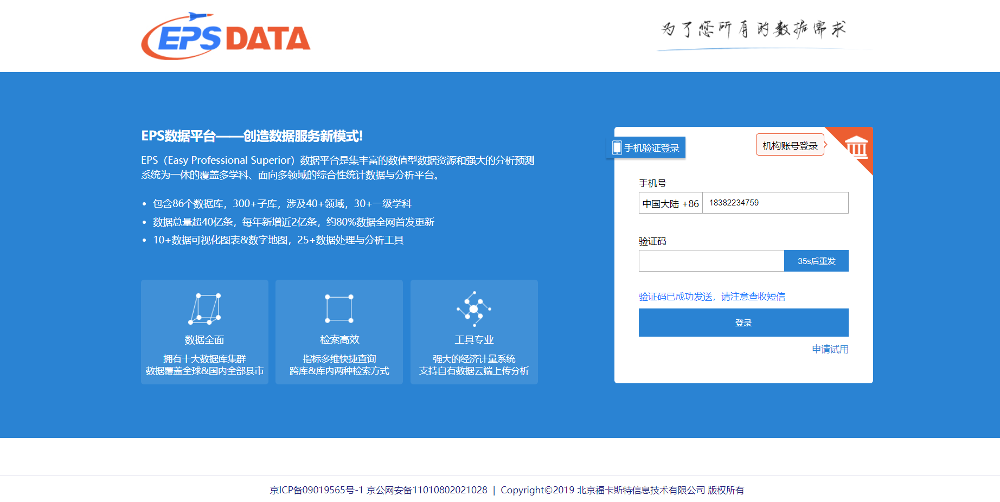 EPS DATA
为了您所有的数据需求
EPS数据平台——创造数据服务新模式!
EPS（Easy Professional Superior）数据平台是集丰富的数值型数据资源和强大的分析预测
系统为一体的覆盖多学科、面向多领域的综合性统计数据与分析平台。
包含86个数据库，300+子库，涉及40+领域，30+一级学科
数据总量超40亿条，每年新增近2亿条，约80%数据全网首发更新
10+数据可视化图表&数字地图，25+数据处理与分析工具
数据全面
拥有十大数据库集群
数据覆盖全球&国内全部县市
检索高效
指标多维快捷查询
跨库&库内两种检索方式
工具专业
强大的经济计量系统
支持自有数据云端上传分析
手机验证登录
机构账号登录
手机号
中国大陆 +86 18382234759
验证码
35s后重发
验证码已成功发送，请注意查收短信
登录
申请试用
京ICP备09019565号-1 京公网安备11010802021028 | Copyright©2019 北京福卡斯特信息技术有限公司 版权所有